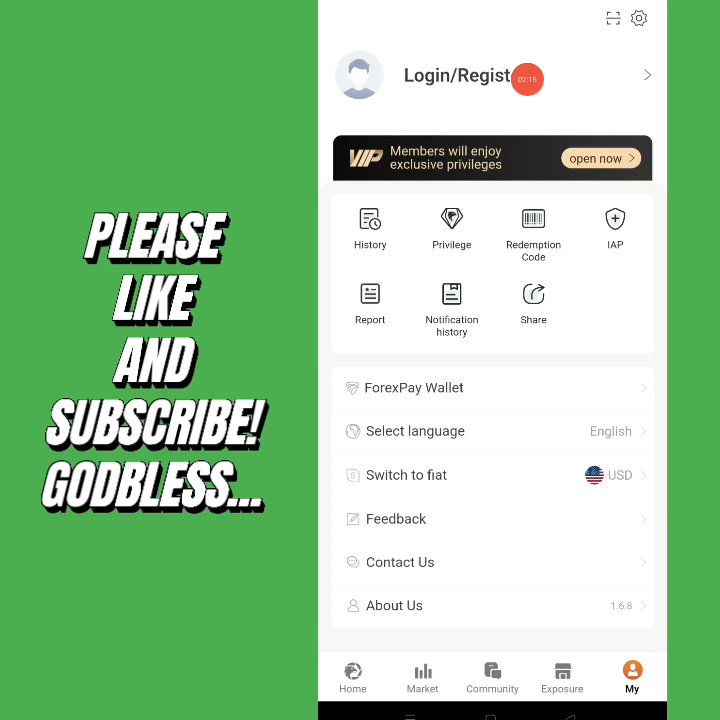 PLEASE
LIKE
AND
SUBSCRIBE!
GODBLESS...
Login/Regist
02:15
VIP
Members will enjoy
exclusive privileges
open now
History
Privilege
Redemption
Code
IAP
Report
Notification
history
Share
ForexPay Wallet
Select language
English
Switch to fiat
USD
Feedback
Contact Us
About Us
1.6.8
Home
Market
Community
Exposure
My